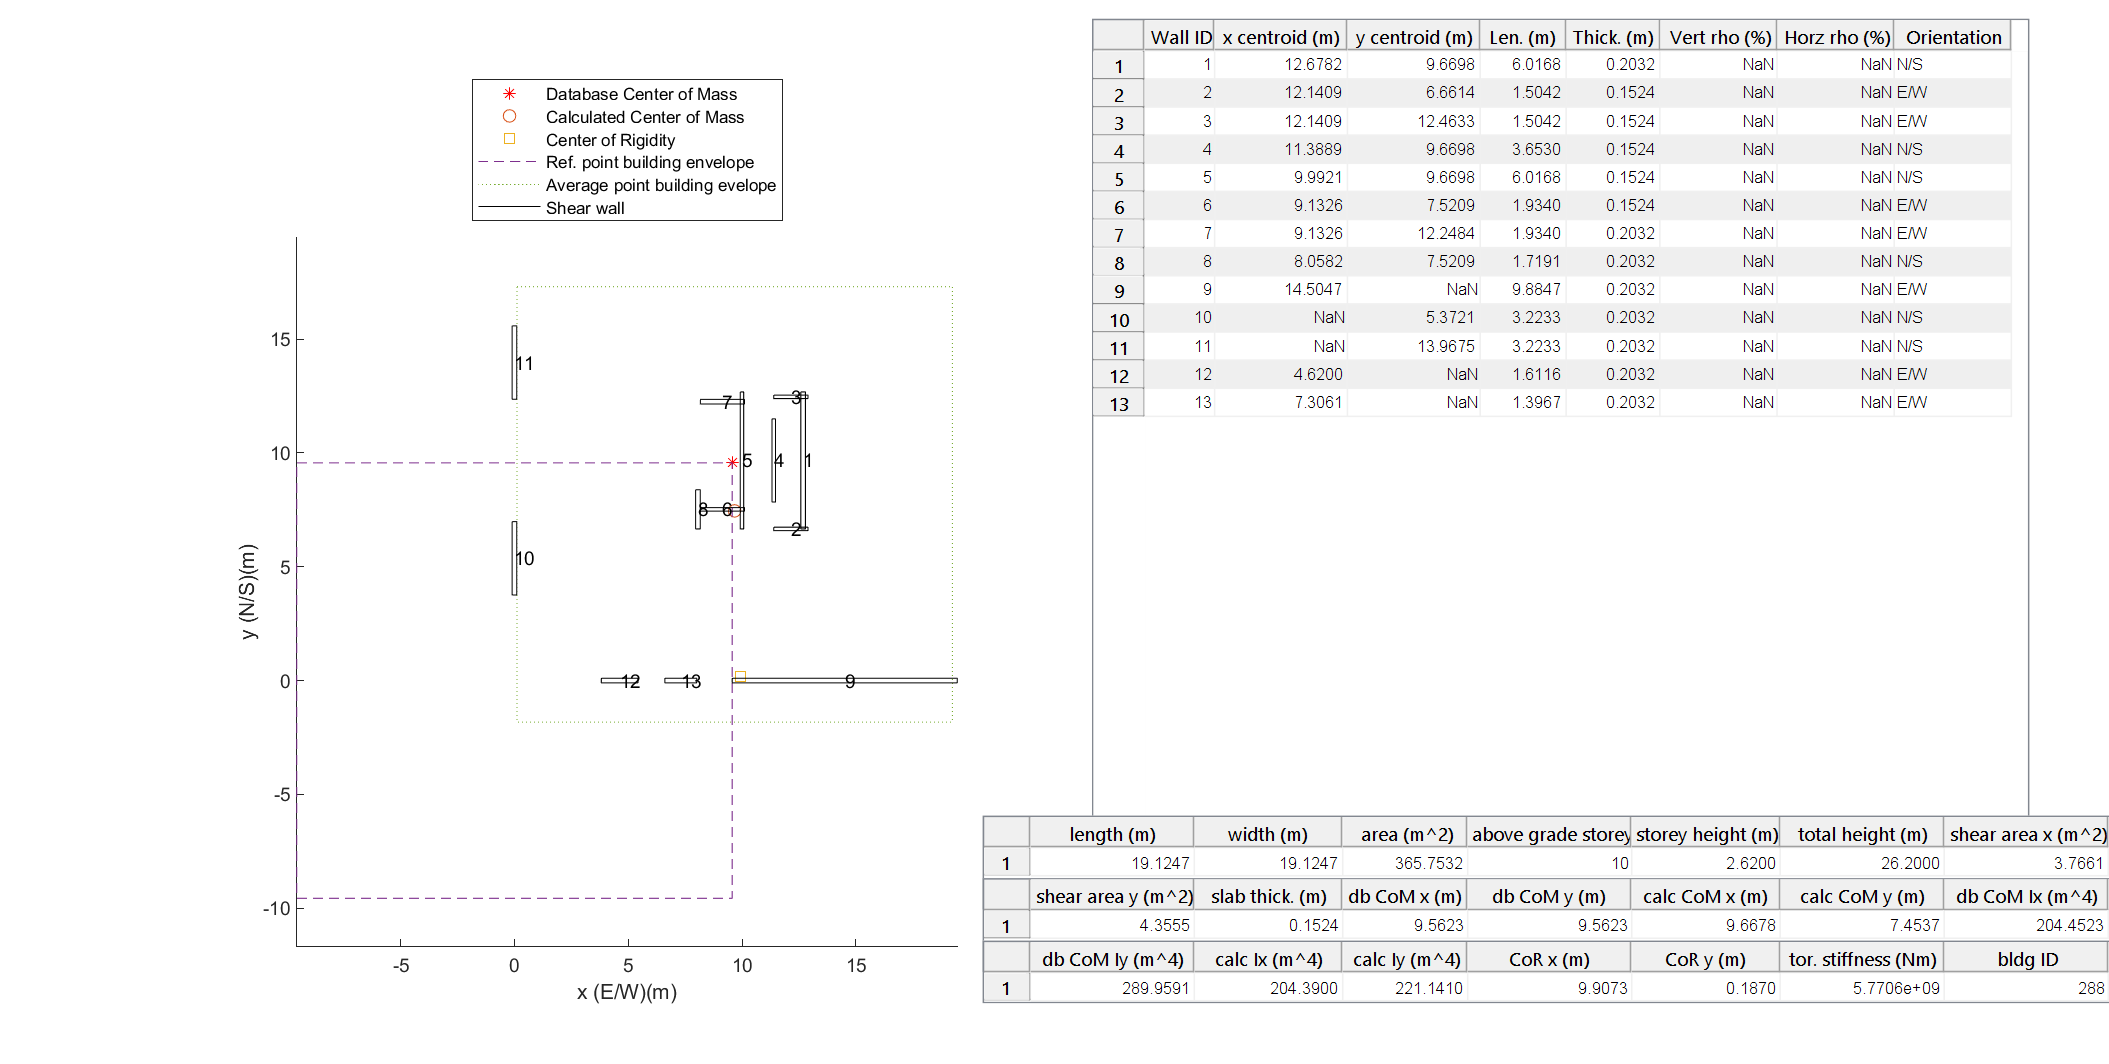 Database Center of Mass
Calculated Center of Mass
Center of Rigidity
Ref. point building envelope
Average point building evelope
Shear wall
15
10
5
0
-5
-10
y (N/S)(m)
-5 0 5 10 15
x (E/W)(m)
11
7
3
5
4
1
8
6
2
10
12
13
9
Wall ID x centroid (m) y centroid (m) Len. (m) Thick. (m) Vert rho (%) Horz rho (%) Orientation
1 1 12.6782 9.6698 6.0168 0.2032 NaN NaN N/S
2 2 12.1409 6.6614 1.5042 0.1524 NaN NaN E/W
3 3 12.1409 12.4633 1.5042 0.1524 NaN NaN E/W
4 4 11.3889 9.6698 3.6530 0.1524 NaN NaN N/S
5 5 9.9921 9.6698 6.0168 0.1524 NaN NaN N/S
6 6 9.1326 7.5209 1.9340 0.1524 NaN NaN E/W
7 7 9.1326 12.2484 1.9340 0.2032 NaN NaN E/W
8 8 8.0582 7.5209 1.7191 0.2032 NaN NaN N/S
9 9 14.5047 NaN 9.8847 0.2032 NaN NaN E/W
10 10 NaN 5.3721 3.2233 0.2032 NaN NaN N/S
11 11 NaN 13.9675 3.2233 0.2032 NaN NaN N/S
12 12 4.6200 NaN 1.6116 0.2032 NaN NaN E/W
13 13 7.3061 NaN 1.3967 0.2032 NaN NaN E/W
length (m) width (m) area (m^2) above grade storey storey height (m) total height (m) shear area x (m^2)
1 19.1247 19.1247 365.7532 10 2.6200 26.2000 3.7661
shear area y (m^2) slab thick. (m) db CoM x (m) db CoM y (m) calc CoM x (m) calc CoM y (m) db CoM Ix (m^4)
1 4.3555 0.1524 9.5623 9.5623 9.6678 7.4537 204.4523
db CoM Iy (m^4) calc Ix (m^4) calc Iy (m^4) CoR x (m) CoR y (m) tor. stiffness (Nm) bldg ID
1 289.9591 204.3900 221.1410 9.9073 0.1870 5.7706e+09 288